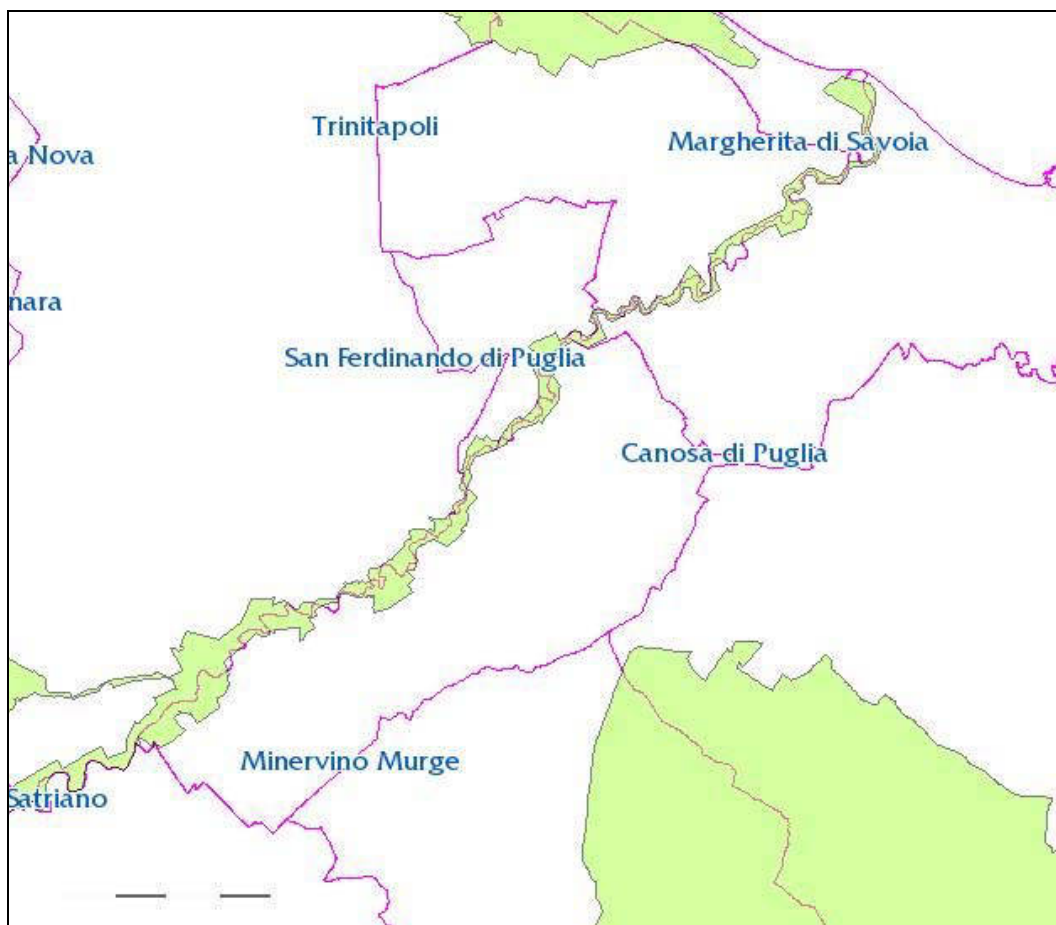 Trinitapoli
Margherita di Savoia
a Nova
nara
San Ferdinando di Puglia
Canosa di Puglia
Minervino Murge
Satriano